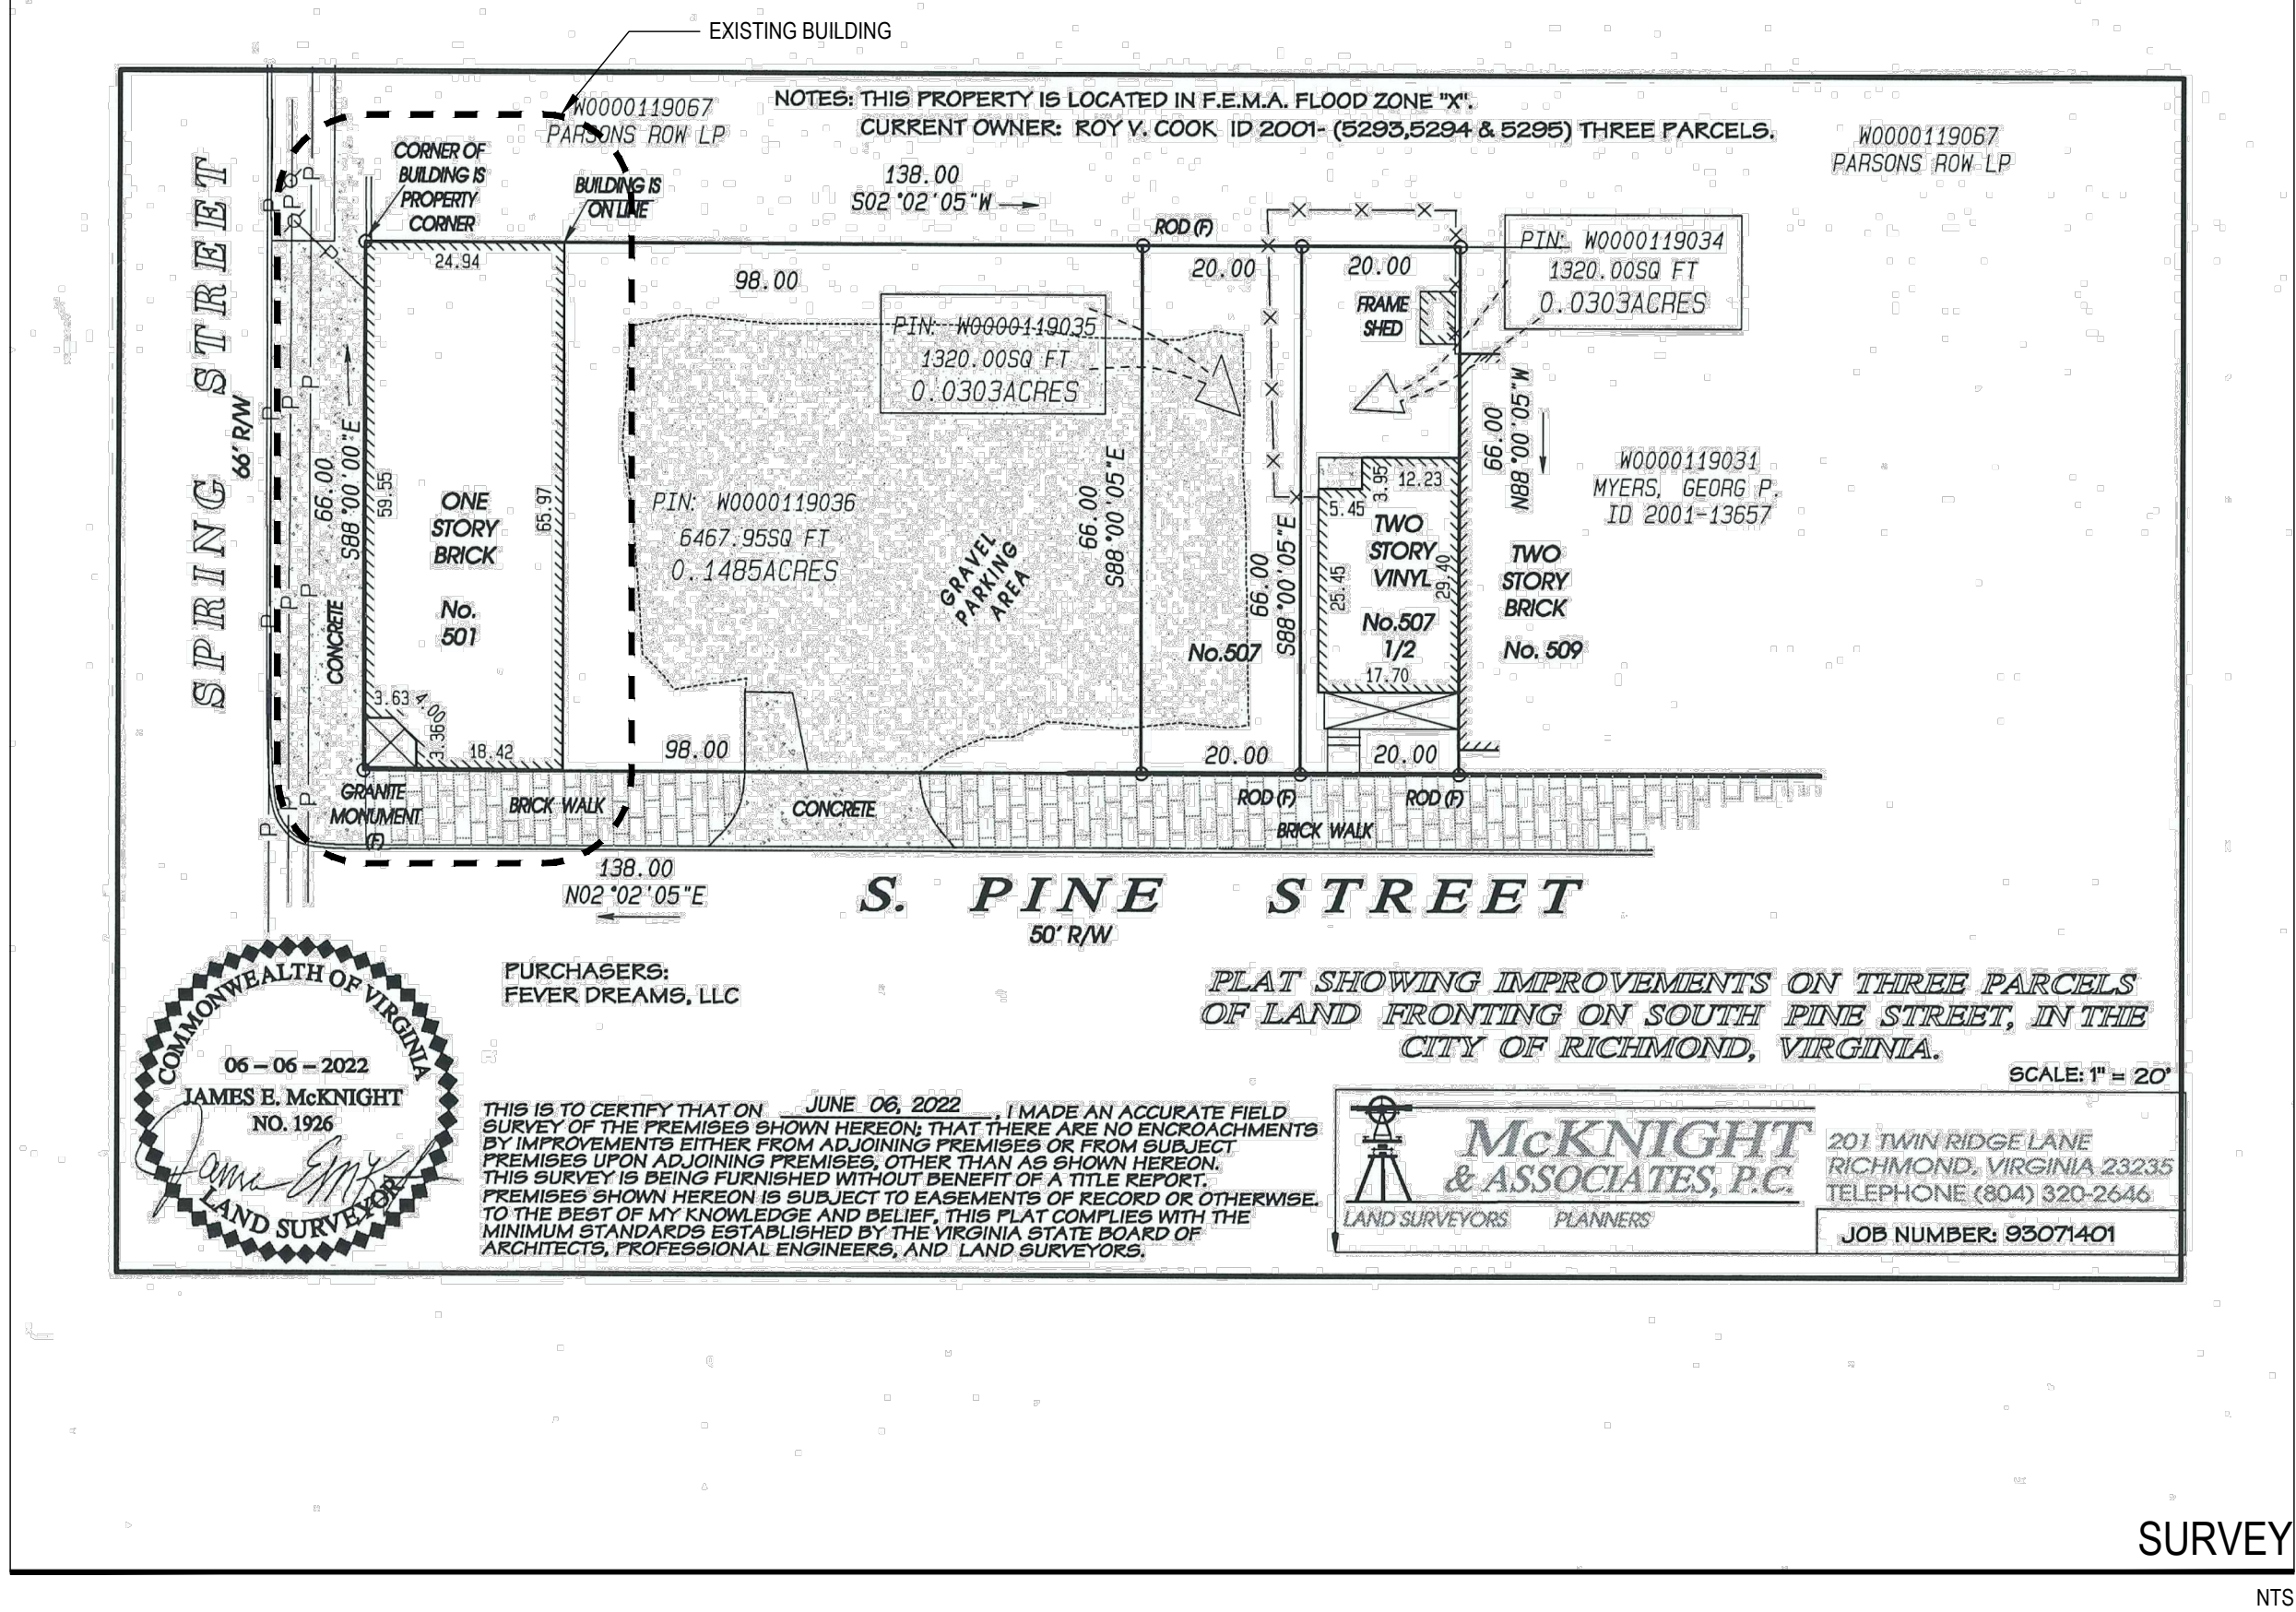 EXISTING BUILDING
NOTES: THIS PROPERTY IS LOCATED IN F.E.M.A. FLOOD ZONE "X".
CURRENT OWNER: ROY V. COOK ID 2001- (5293,5294 & 5295) THREE PARCELS.
W0000119067
PARSONS ROW LP
W0000119067
PARSONS ROW LP
CORNER OF
BUILDING IS
PROPERTY
CORNER
BUILDING IS
ON LINE
138.00
S02°02'05"W
ROD (F)
SPRING STREET
66' R/W
24.94
98.00
20.00
20.00
FRAME
SHED
PIN: W0000119034
1320.00SQ FT
0.0303ACRES
PIN: W0000119035
1320.00SQ FT
0.0303ACRES
66.00
S88°00'00"E
CONCRETE
59.55
ONE
STORY
BRICK
No.
501
65.97
PIN: W0000119036
6467.95SQ FT
0.1485ACRES
GRAVEL
PARKING
AREA
66.00
S88°00'05"E
66.00
S88°00'05"E
66.00
N88°00'05"W
W0000119031
MYERS, GEORG P.
ID 2001-13657
3.95
12.23
5.45
TWO
STORY
VINYL
25.45
29.40
No.507
1/2
17.70
No.507
TWO
STORY
BRICK
No. 509
3.63
4.00
3.36
18.42
98.00
20.00
20.00
GRANITE
MONUMENT
(F)
BRICK WALK
CONCRETE
ROD (F)
ROD (F)
BRICK WALK
138.00
N02°02'05"E
S. PINE STREET
50' R/W
PURCHASERS:
FEVER DREAMS, LLC
PLAT SHOWING IMPROVEMENTS ON THREE PARCELS
OF LAND FRONTING ON SOUTH PINE STREET, IN THE
CITY OF RICHMOND, VIRGINIA.
SCALE: 1" = 20'
COMMONWEALTH OF VIRGINIA
06-06-2022
JAMES E. McKNIGHT
NO. 1926
LAND SURVEYOR
THIS IS TO CERTIFY THAT ON JUNE 06, 2022, I MADE AN ACCURATE FIELD
SURVEY OF THE PREMISES SHOWN HEREON; THAT THERE ARE NO ENCROACHMENTS
BY IMPROVEMENTS EITHER FROM ADJOINING PREMISES OR FROM SUBJECT
PREMISES UPON ADJOINING PREMISES, OTHER THAN AS SHOWN HEREON.
THIS SURVEY IS BEING FURNISHED WITHOUT BENEFIT OF A TITLE REPORT.
PREMISES SHOWN HEREON IS SUBJECT TO EASEMENTS OF RECORD OR OTHERWISE.
TO THE BEST OF MY KNOWLEDGE AND BELIEF, THIS PLAT COMPLIES WITH THE
MINIMUM STANDARDS ESTABLISHED BY THE VIRGINIA STATE BOARD OF
ARCHITECTS, PROFESSIONAL ENGINEERS, AND LAND SURVEYORS.
McKNIGHT
& ASSOCIATES, P.C.
LAND SURVEYORS PLANNERS
201 TWIN RIDGE LANE
RICHMOND, VIRGINIA 23235
TELEPHONE (804) 320-2646
JOB NUMBER: 93071401
SURVEY
NTS